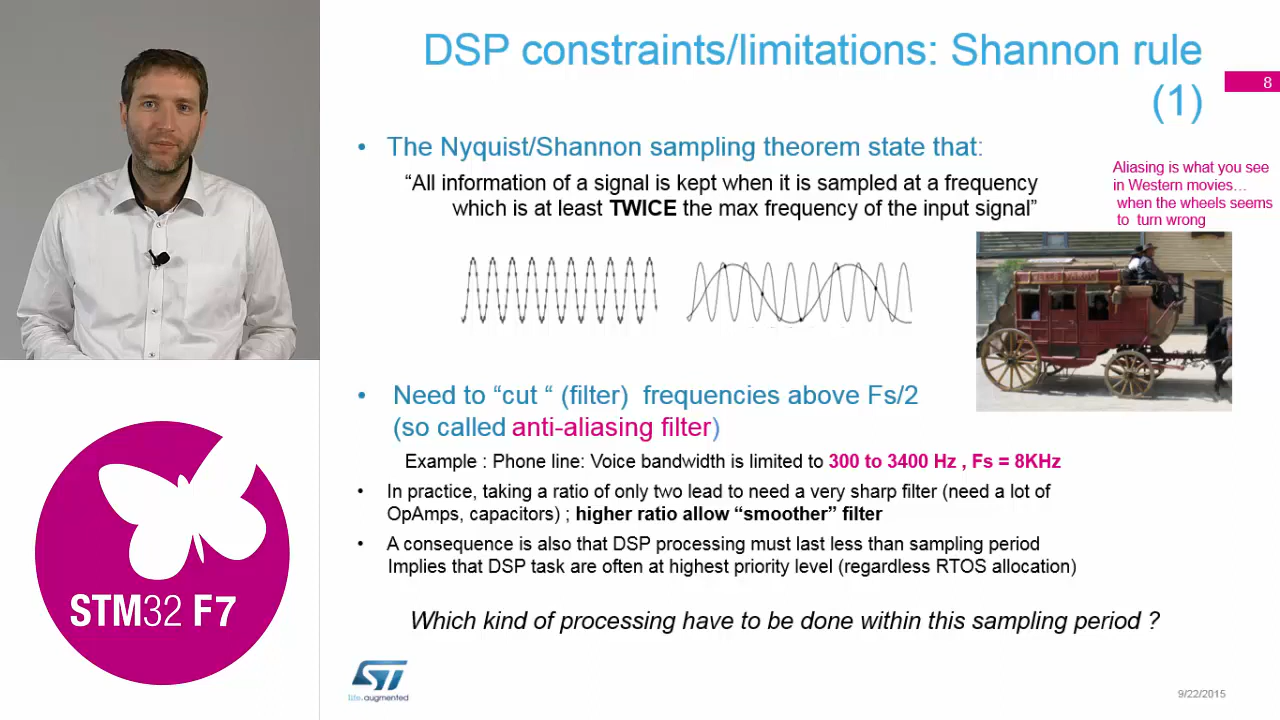 DSP constraints/limitations: Shannon rule
(1)
8
• The Nyquist/Shannon sampling theorem state that:
“All information of a signal is kept when it is sampled at a frequency
which is at least TWICE the max frequency of the input signal”
Aliasing is what you see
in Western movies…
when the wheels seems
to turn wrong
• Need to “cut “ (filter) frequencies above Fs/2
(so called anti-aliasing filter)
Example : Phone line: Voice bandwidth is limited to 300 to 3400 Hz , Fs = 8KHz
• In practice, taking a ratio of only two lead to need a very sharp filter (need a lot of
OpAmps, capacitors) ; higher ratio allow “smoother” filter
• A consequence is also that DSP processing must last less than sampling period
Implies that DSP task are often at highest priority level (regardless RTOS allocation)
Which kind of processing have to be done within this sampling period ?
STM32 F7
ST
life.augmented
9/22/2015